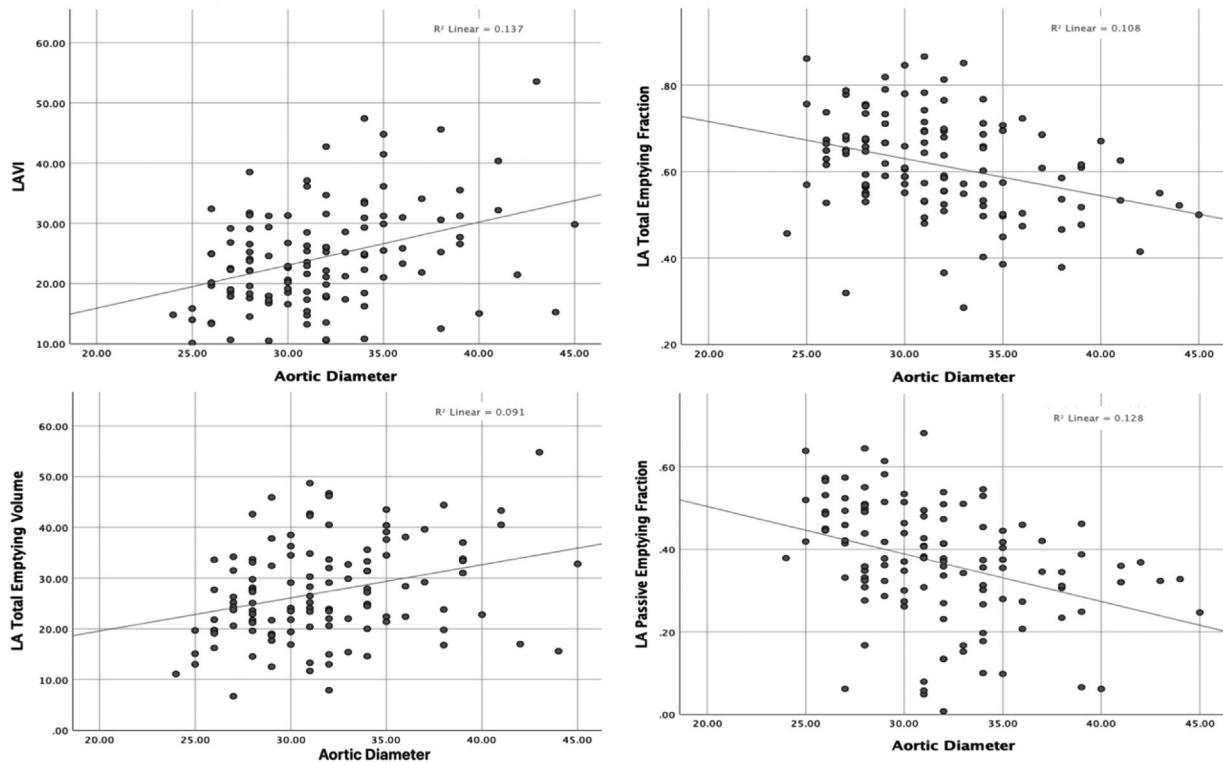 R² Linear = 0.137
60.00
50.00
40.00
30.00
20.00
10.00
LAVI
20.00 25.00 30.00 35.00 40.00 45.00
Aortic Diameter
R² Linear = 0.108
.80
.60
.40
.20
LA Total Emptying Fraction
20.00 25.00 30.00 35.00 40.00 45.00
Aortic Diameter
R² Linear = 0.091
60.00
50.00
40.00
30.00
20.00
10.00
.00
LA Total Emptying Volume
20.00 25.00 30.00 35.00 40.00 45.00
Aortic Diameter
R² Linear = 0.128
.60
.40
.20
.00
LA Passive Emptying Fraction
20.00 25.00 30.00 35.00 40.00 45.00
Aortic Diameter